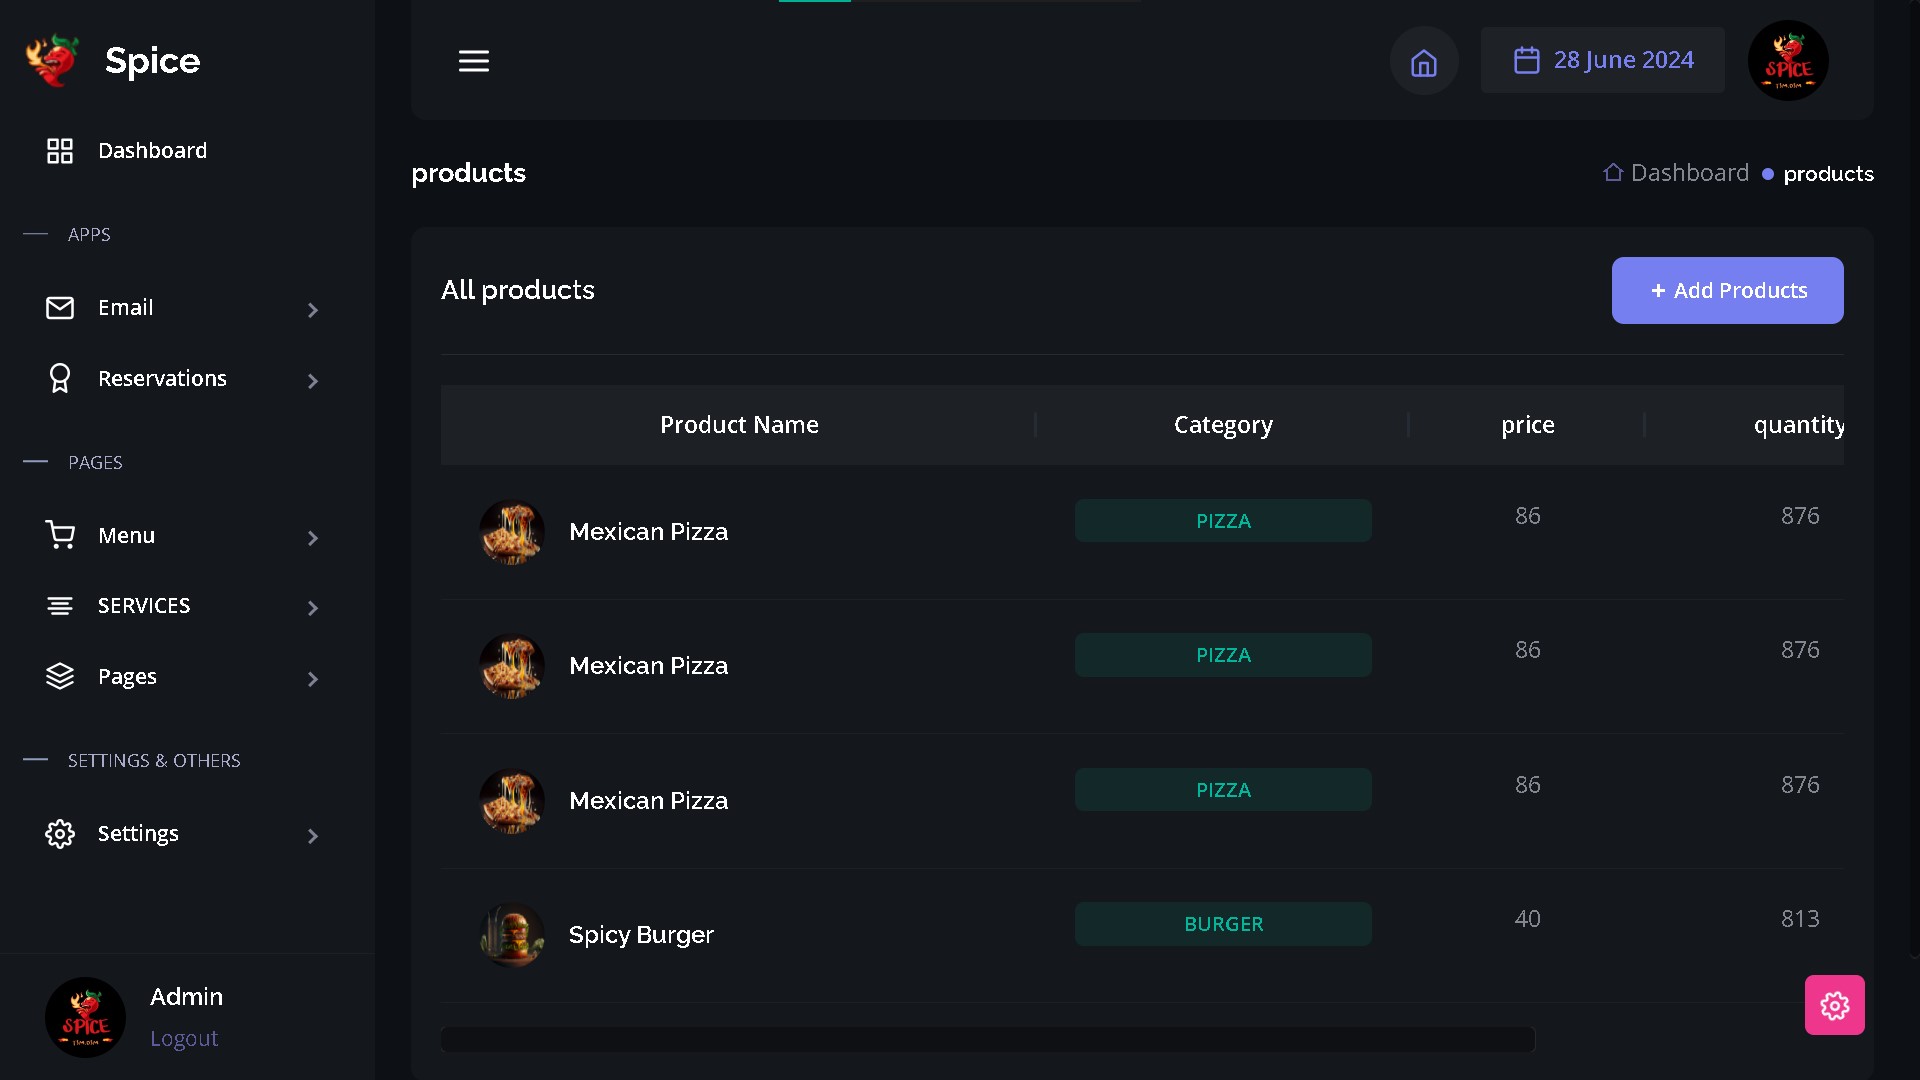 Spice
Dashboard
APPS
Email
Reservations
PAGES
Menu
SERVICES
Pages
SETTINGS & OTHERS
Settings
SPICE
Admin
Logout
28 June 2024
SPICE
products
Dashboard products
All products
+ Add Products
Product Name Category price quantity
Mexican Pizza PIZZA 86 876
Mexican Pizza PIZZA 86 876
Mexican Pizza PIZZA 86 876
Spicy Burger BURGER 40 813